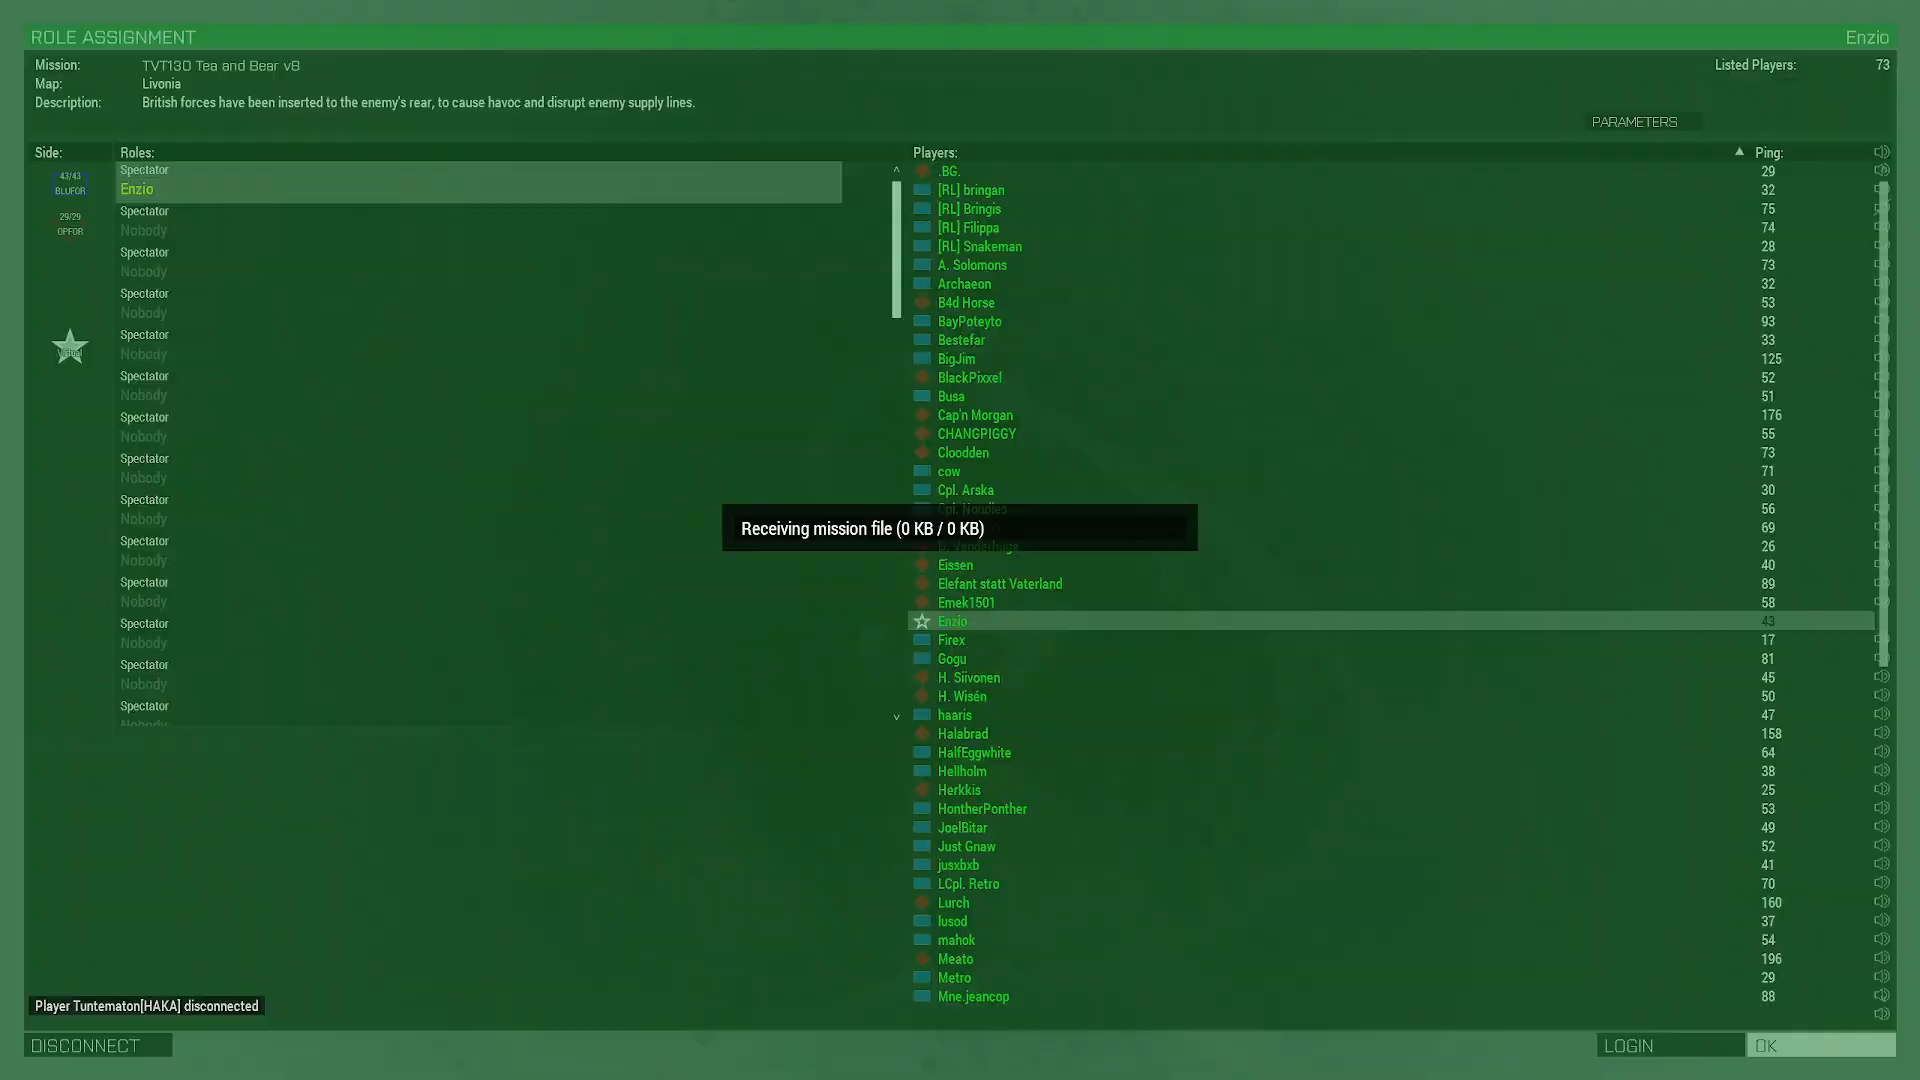 ROLE ASSIGNMENT Enzio
Mission: TVT130 Tea and Bear v8 Listed Players: 73
Map: Livonia
Description: British forces have been inserted to the enemy's rear, to cause havoc and disrupt enemy supply lines.
PARAMETERS
Side: Roles: Players: Ping:
43/43
BLUFOR
29/29
OPFOR
Virtual
Spectator
Enzio
Spectator
Nobody
Spectator
Nobody
Spectator
Nobody
Spectator
Nobody
Spectator
Nobody
Spectator
Nobody
Spectator
Nobody
Spectator
Nobody
Spectator
Nobody
Spectator
Nobody
Spectator
Nobody
Spectator
Nobody
Spectator
Nobody
.BG. 29
[RL] bringan 32
[RL] Bringis 75
[RL] Filippa 74
[RL] Snakeman 28
A. Solomons 73
Archaeon 32
B4d Horse 53
BayPoteyto 93
Bestefar 33
BigJim 125
BlackPixxel 52
Busa 51
Cap'n Morgan 176
CHANGPIGGY 55
Cloodden 73
cow 71
Cpl. Arska 30
Cpl. Noodles 56
69
D. Vanderhuge 26
Eissen 40
Elefant statt Vaterland 89
Emek1501 58
Enzio 43
Firex 17
Gogu 81
H. Siivonen 45
H. Wisén 50
haaris 47
Halabrad 158
HalfEggwhite 64
Hellholm 38
Herkkis 25
HontherPonther 53
JoelBitar 49
Just Gnaw 52
jusxbxb 41
LCpl. Retro 70
Lurch 160
lusod 37
mahok 54
Meato 196
Metro 29
Mne.jeancop 88
Receiving mission file (0 KB / 0 KB)
Player Tuntematon[HAKA] disconnected
DISCONNECT LOGIN OK